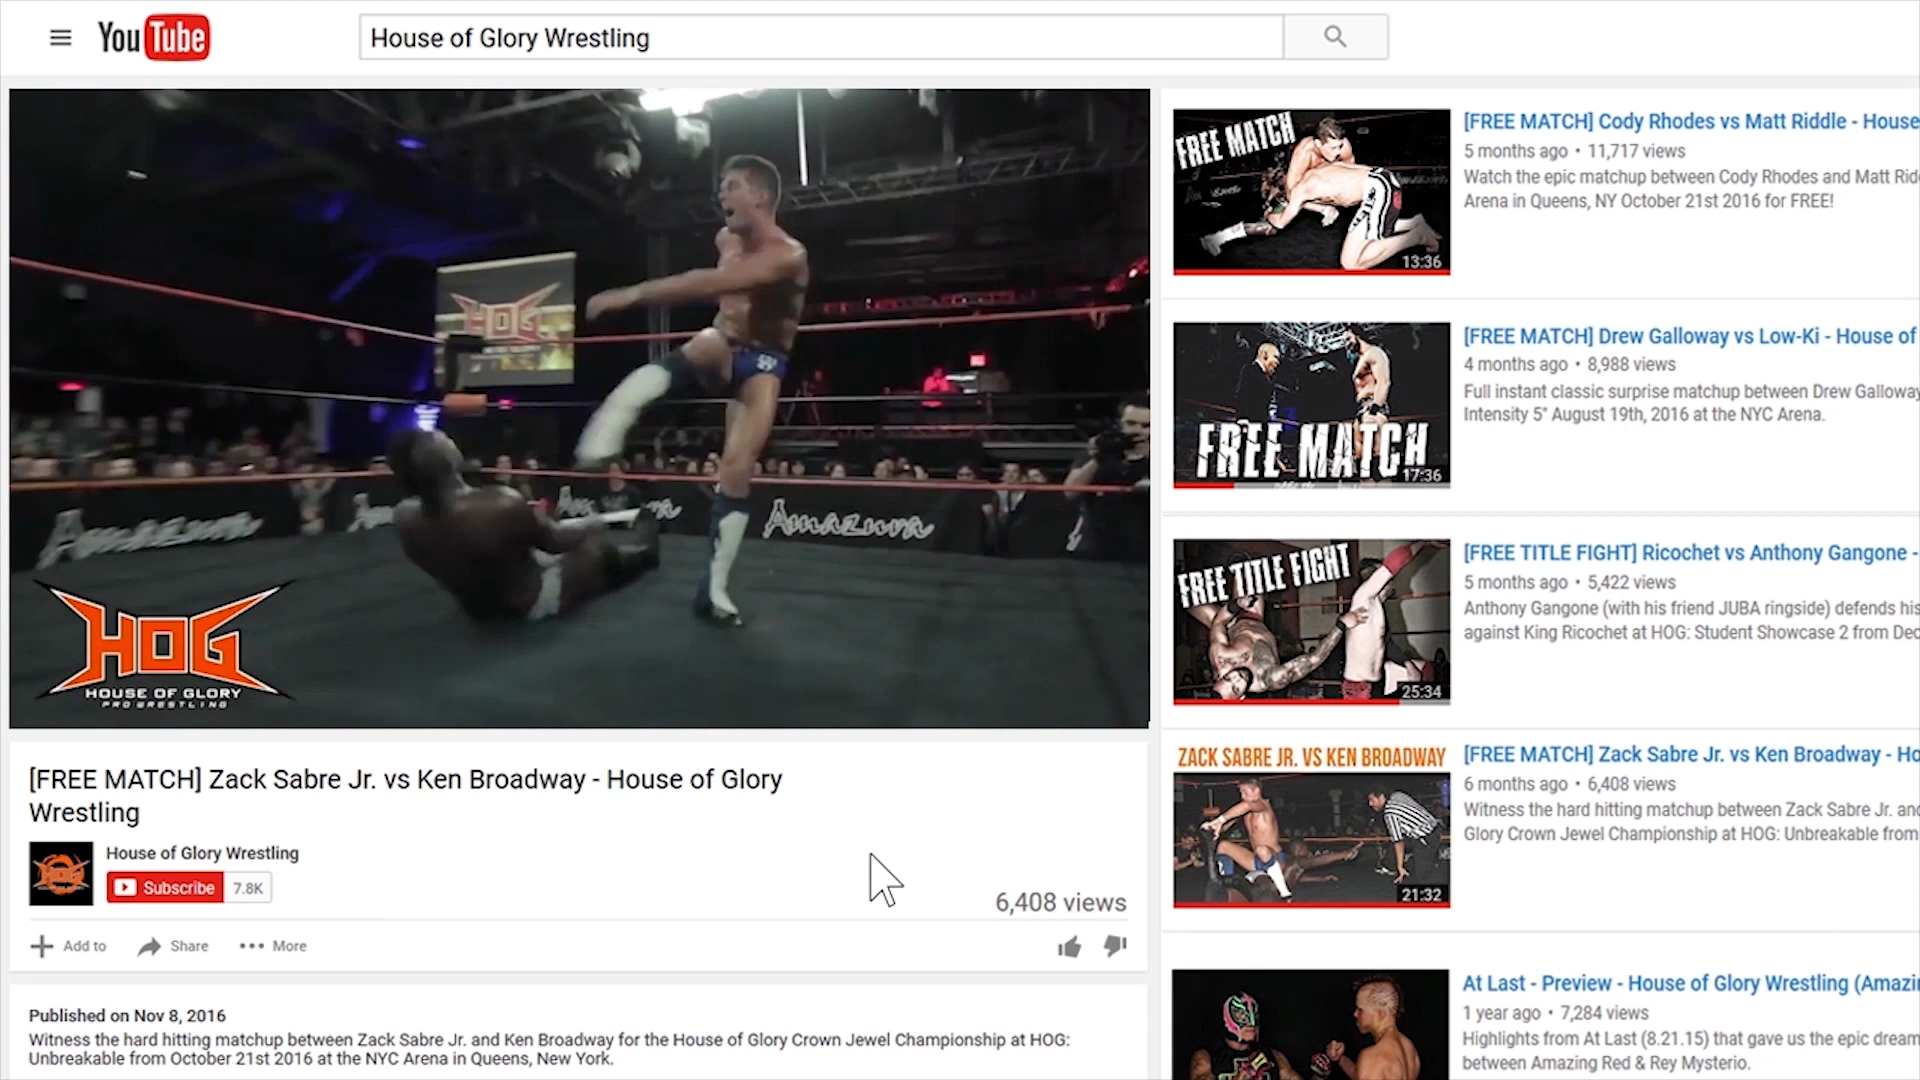 YouTube
House of Glory Wrestling
HOG
Amazura
Amazura
HOG
HOUSE OF GLORY
PRO WRESTLING
[FREE MATCH] Zack Sabre Jr. vs Ken Broadway - House of Glory
Wrestling
House of Glory Wrestling
Subscribe 7.8K
6,408 views
Add to Share More
Published on Nov 8, 2016
Witness the hard hitting matchup between Zack Sabre Jr. and Ken Broadway for the House of Glory Crown Jewel Championship at HOG:
Unbreakable from October 21st 2016 at the NYC Arena in Queens, New York.
FREE MATCH
13:36
[FREE MATCH] Cody Rhodes vs Matt Riddle - House
5 months ago • 11,717 views
Watch the epic matchup between Cody Rhodes and Matt Rid
Arena in Queens, NY October 21st 2016 for FREE!
FREE MATCH
17:36
[FREE MATCH] Drew Galloway vs Low-Ki - House of
4 months ago • 8,988 views
Full instant classic surprise matchup between Drew Galloway
Intensity 5" August 19th, 2016 at the NYC Arena.
FREE TITLE FIGHT
25:34
[FREE TITLE FIGHT] Ricochet vs Anthony Gangone -
5 months ago • 5,422 views
Anthony Gangone (with his friend JUBA ringside) defends his
against King Ricochet at HOG: Student Showcase 2 from Dec
ZACK SABRE JR. VS KEN BROADWAY
21:32
[FREE MATCH] Zack Sabre Jr. vs Ken Broadway - Ho
6 months ago • 6,408 views
Witness the hard hitting matchup between Zack Sabre Jr. and
Glory Crown Jewel Championship at HOG: Unbreakable from
At Last - Preview - House of Glory Wrestling (Amazi
1 year ago • 7,284 views
Highlights from At Last (8.21.15) that gave us the epic dream
between Amazing Red & Rey Mysterio.